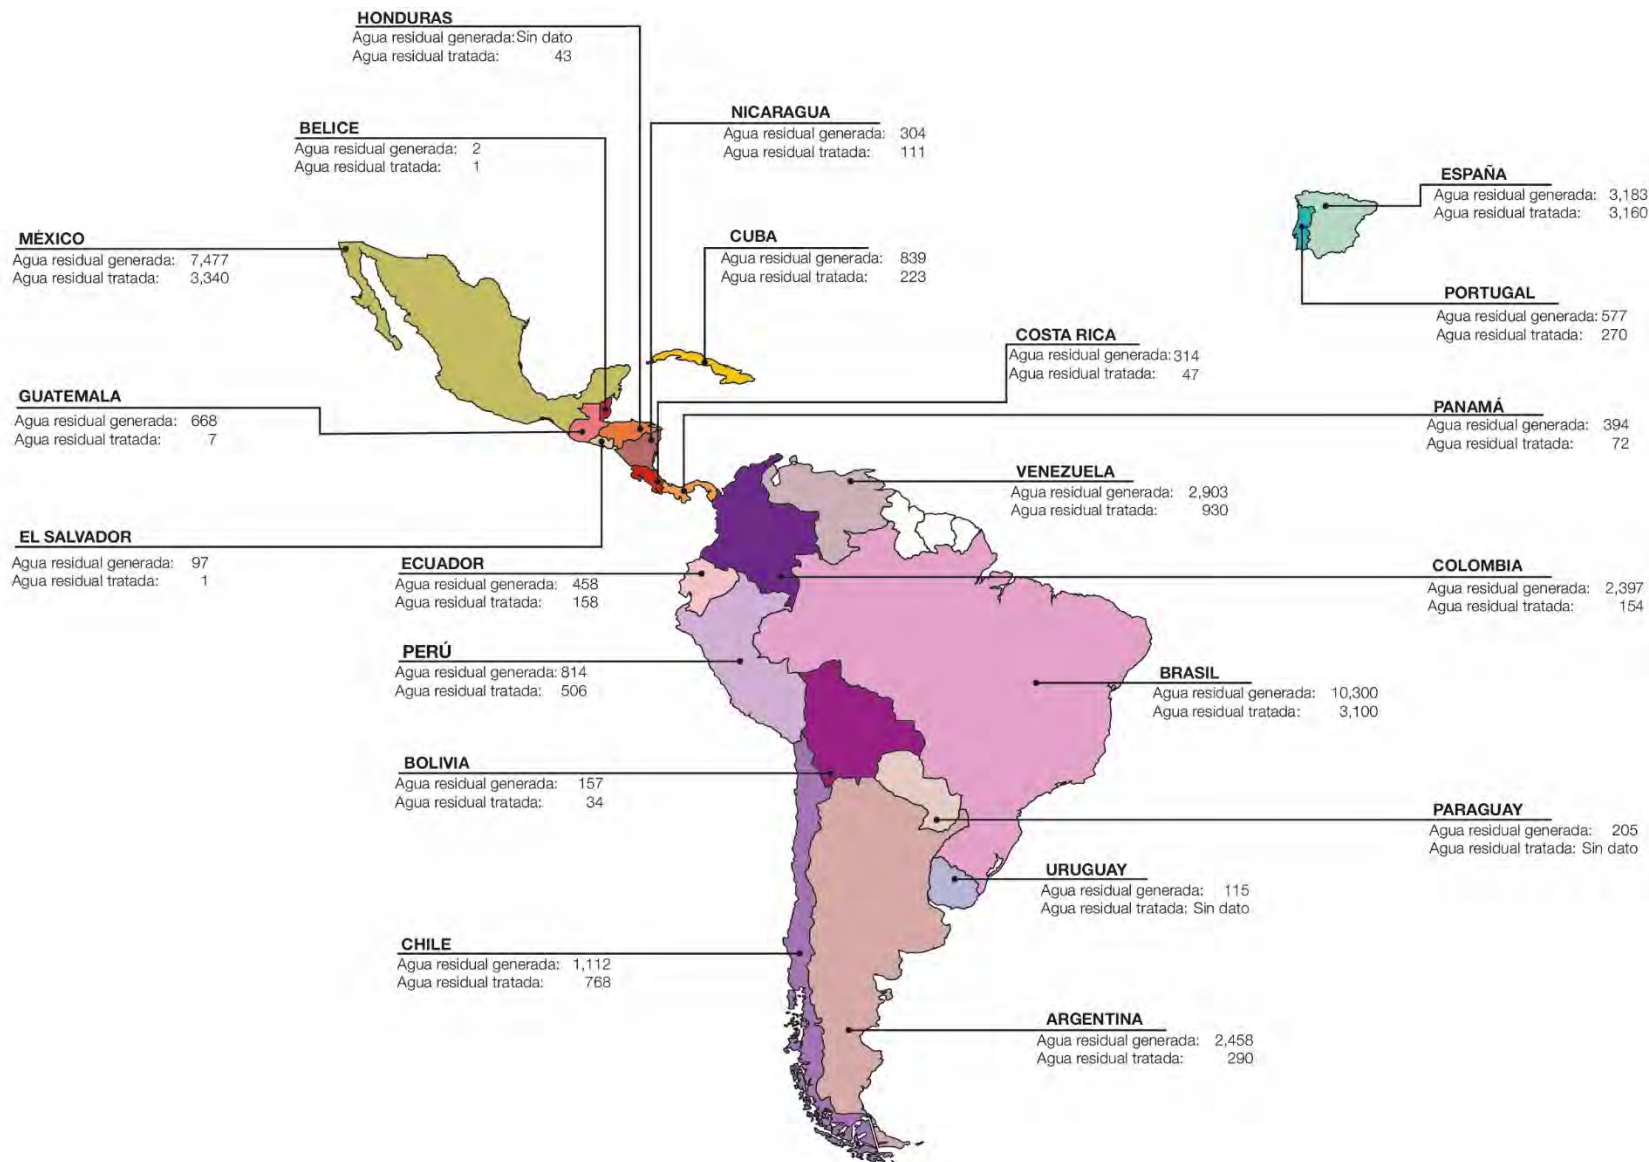 HONDURAS
Agua residual generada: Sin dato
Agua residual tratada: 43
NICARAGUA
Agua residual generada: 304
Agua residual tratada: 111
BELICE
Agua residual generada: 2
Agua residual tratada: 1
ESPAÑA
Agua residual generada: 3,183
Agua residual tratada: 3,160
MÉXICO
Agua residual generada: 7,477
Agua residual tratada: 3,340
CUBA
Agua residual generada: 839
Agua residual tratada: 223
PORTUGAL
Agua residual generada: 577
Agua residual tratada: 270
COSTA RICA
Agua residual generada: 314
Agua residual tratada: 47
GUATEMALA
Agua residual generada: 668
Agua residual tratada: 7
PANAMÁ
Agua residual generada: 394
Agua residual tratada: 72
VENEZUELA
Agua residual generada: 2,903
Agua residual tratada: 930
EL SALVADOR
Agua residual generada: 97
Agua residual tratada: 1
ECUADOR
Agua residual generada: 458
Agua residual tratada: 158
COLOMBIA
Agua residual generada: 2,397
Agua residual tratada: 154
PERÚ
Agua residual generada: 814
Agua residual tratada: 506
BRASIL
Agua residual generada: 10,300
Agua residual tratada: 3,100
BOLIVIA
Agua residual generada: 157
Agua residual tratada: 34
PARAGUAY
Agua residual generada: 205
Agua residual tratada: Sin dato
URUGUAY
Agua residual generada: 115
Agua residual tratada: Sin dato
CHILE
Agua residual generada: 1,112
Agua residual tratada: 768
ARGENTINA
Agua residual generada: 2,458
Agua residual tratada: 290